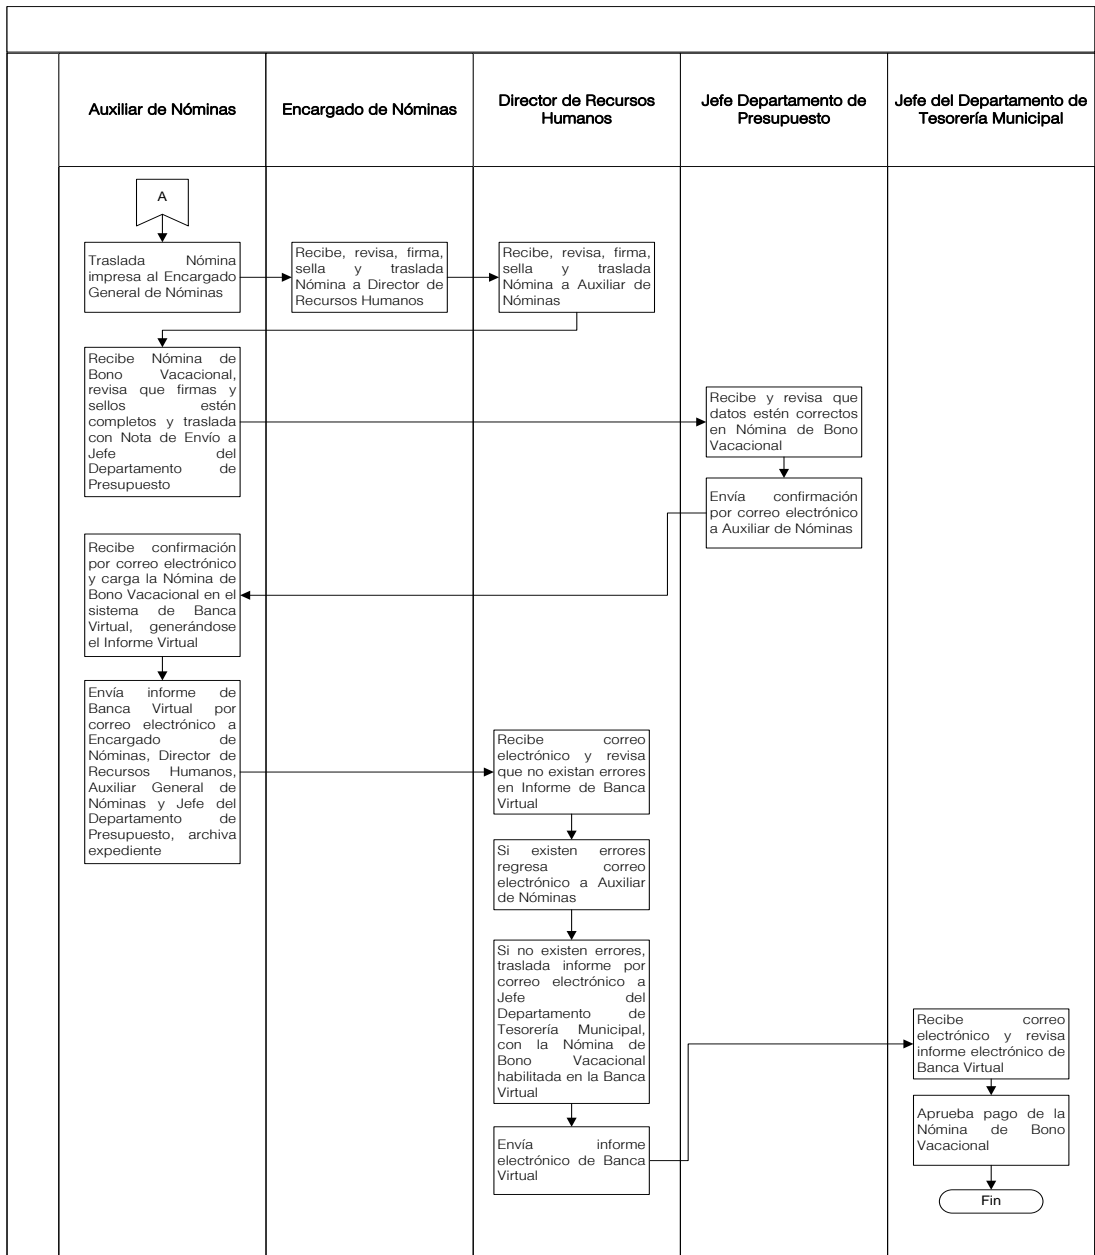 Auxiliar de Nóminas
Encargado de Nóminas
Director de Recursos
Humanos
Jefe Departamento de
Presupuesto
Jefe del Departamento de
Tesorería Municipal
A
Traslada Nómina
impresa al Encargado
General de Nóminas
Recibe, revisa, firma,
sella y traslada
Nómina a Director de
Recursos Humanos
Recibe, revisa, firma,
sella y traslada
Nómina a Auxiliar de
Nóminas
Recibe Nómina de
Bono Vacacional,
revisa que firmas y
sellos estén
completos y traslada
con Nota de Envío a
Jefe del
Departamento de
Presupuesto
Recibe y revisa que
datos estén correctos
en Nómina de Bono
Vacacional
Envía confirmación
por correo electrónico
a Auxiliar de Nóminas
Recibe confirmación
por correo electrónico
y carga la Nómina de
Bono Vacacional en el
sistema de Banca
Virtual, generándose
el Informe Virtual
Envía informe de
Banca Virtual por
correo electrónico a
Encargado de
Nóminas, Director de
Recursos Humanos,
Auxiliar General de
Nóminas y Jefe del
Departamento de
Presupuesto, archiva
expediente
Recibe correo
electrónico y revisa
que no existan errores
en Informe de Banca
Virtual
Si existen errores
regresa correo
electrónico a Auxiliar
de Nóminas
Si no existen errores,
traslada informe por
correo electrónico a
Jefe del
Departamento de
Tesorería Municipal,
con la Nómina de
Bono Vacacional
habilitada en la Banca
Virtual
Envía informe
electrónico de Banca
Virtual
Recibe correo
electrónico y revisa
informe electrónico de
Banca Virtual
Aprueba pago de la
Nómina de Bono
Vacacional
Fin